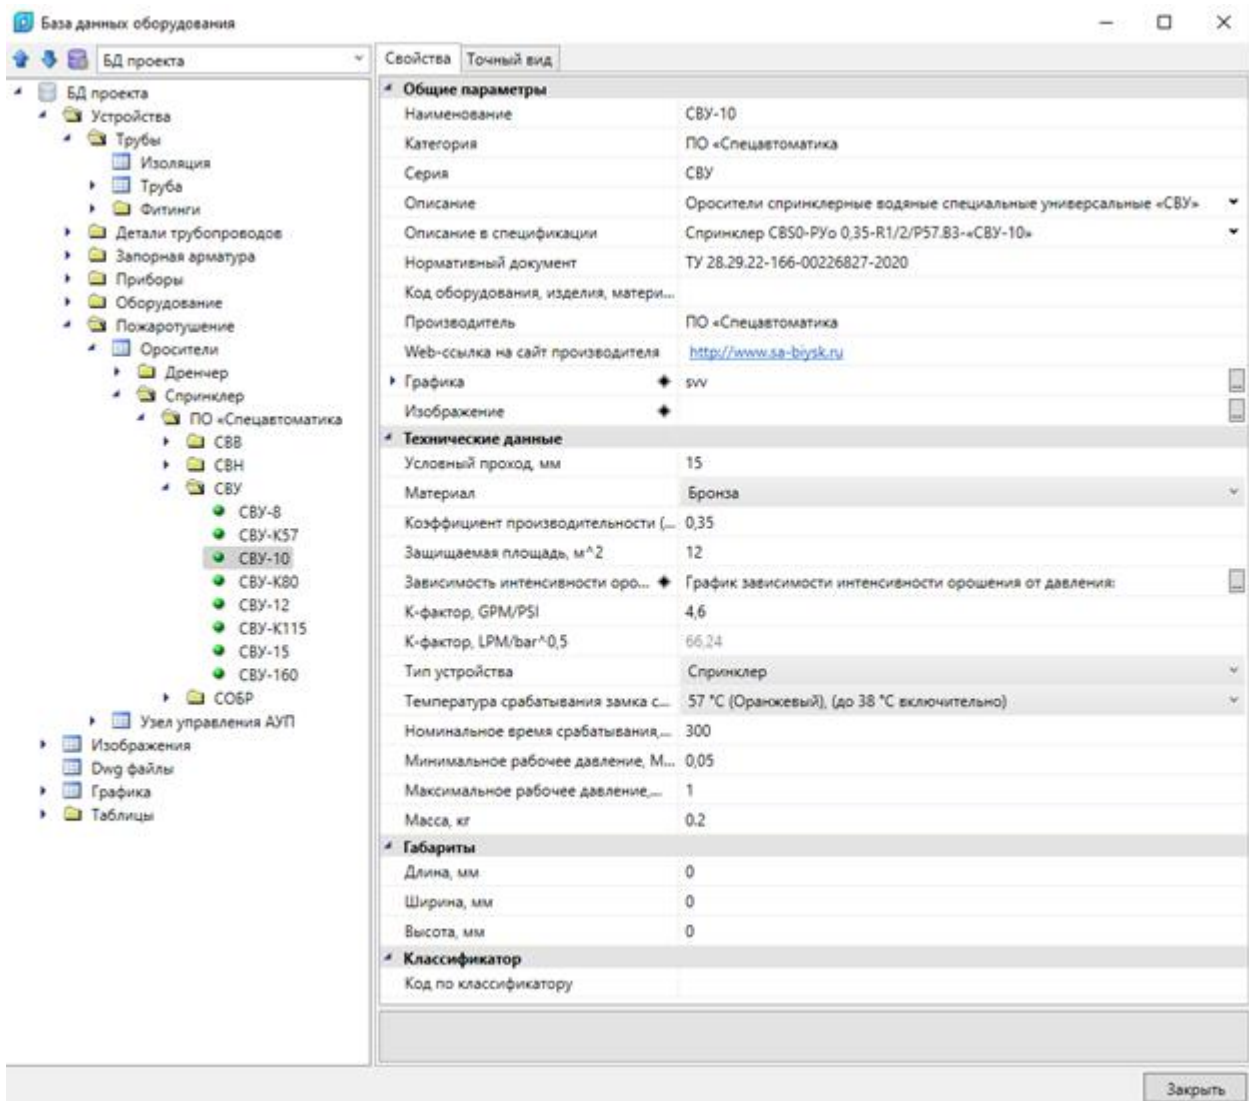 База данных оборудования
БД проекта
БД проекта
Устройства
Трубы
Изоляция
Труба
Фитинги
Детали трубопроводов
Запорная арматура
Приборы
Оборудование
Пожаротушение
Оросители
Дренчер
Спринклер
ПО «Спецавтоматика
СВВ
СВН
СВУ
СВУ-8
СВУ-К57
СВУ-10
СВУ-К80
СВУ-12
СВУ-К115
СВУ-15
СВУ-160
СОБР
Узел управления АУП
Изображения
Dwg файлы
Графика
Таблицы
Свойства Точный вид
Общие параметры
Наименование СВУ-10
Категория ПО «Спецавтоматика
Серия СВУ
Описание Оросители спринклерные водяные специальные универсальные «СВУ»
Описание в спецификации Спринклер CBS0-РУо 0,35-R1/2/Р57.В3-«СВУ-10»
Нормативный документ ТУ 28.29.22-166-00226827-2020
Код оборудования, изделия, матери...
Производитель ПО «Спецавтоматика
Web-ссылка на сайт производителя http://www.sa-biysk.ru
Графика svv
Изображение
Технические данные
Условный проход, мм 15
Материал Бронза
Коэффициент производительности (... 0,35
Защищаемая площадь, м^2 12
Зависимость интенсивности оро... График зависимости интенсивности орошения от давления:
К-фактор, GPM/PSI 4,6
К-фактор, LPM/bar^0,5 66,24
Тип устройства Спринклер
Температура срабатывания замка с... 57 °С (Оранжевый), (до 38 °С включительно)
Номинальное время срабатывания,... 300
Минимальное рабочее давление, М... 0,05
Максимальное рабочее давление,... 1
Масса, кг 0.2
Габариты
Длина, мм 0
Ширина, мм 0
Высота, мм 0
Классификатор
Код по классификатору
Закрыть